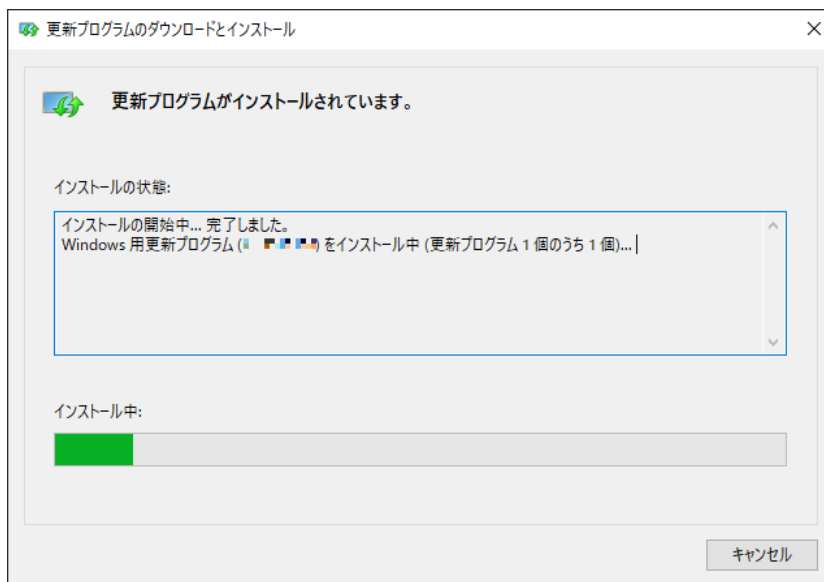 更新プログラムのダウンロードとインストール
更新プログラムがインストールされています。
インストールの状態:
インストールの開始中... 完了しました。
Windows 用更新プログラム () をインストール中 (更新プログラム 1 個のうち 1 個)...
インストール中:
キャンセル